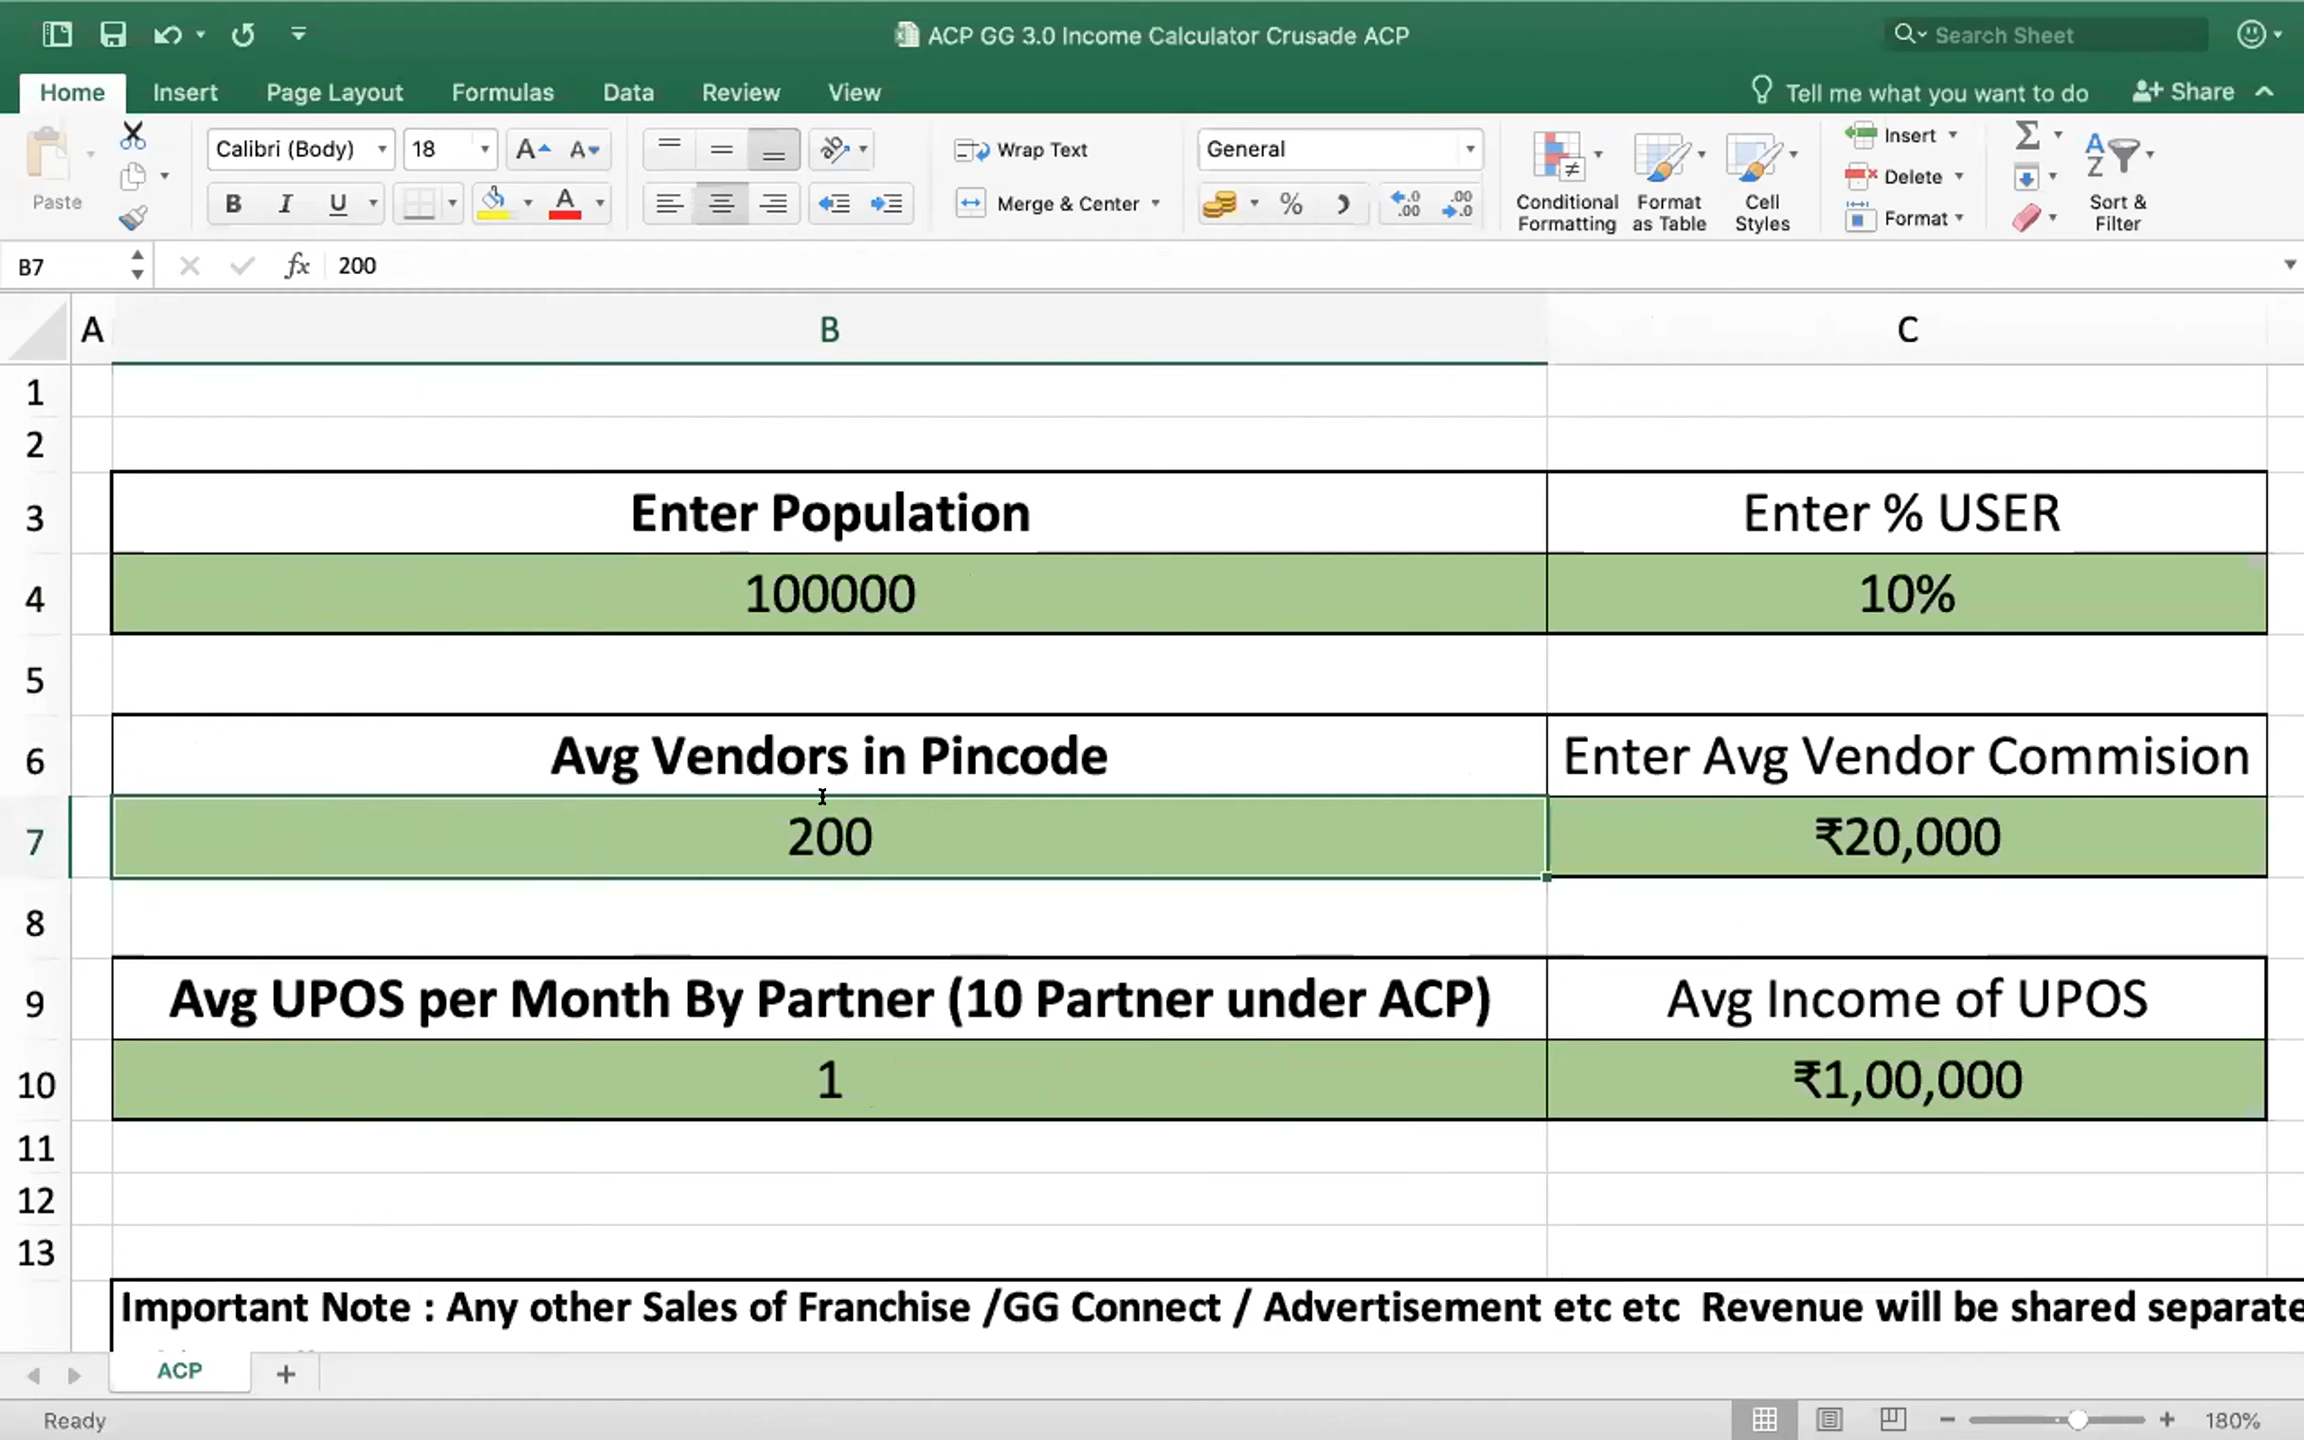 ACP GG 3.0 Income Calculator Crusade ACP
Search Sheet
Home Insert Page Layout Formulas Data Review View Tell me what you want to do Share
Paste
Calibri (Body) 18
B I U
Wrap Text
Merge & Center
General
Conditional Formatting
Format as Table
Cell Styles
Insert
Delete
Format
Sort & Filter
B7 fx 200
A B C
1
2
3 Enter Population Enter % USER
4 100000 10%
5
6 Avg Vendors in Pincode Enter Avg Vendor Commision
7 200 ₹20,000
8
9 Avg UPOS per Month By Partner (10 Partner under ACP) Avg Income of UPOS
10 1 ₹1,00,000
11
12
13
Important Note : Any other Sales of Franchise /GG Connect / Advertisement etc etc Revenue will be shared separate
ACP
Ready 180%